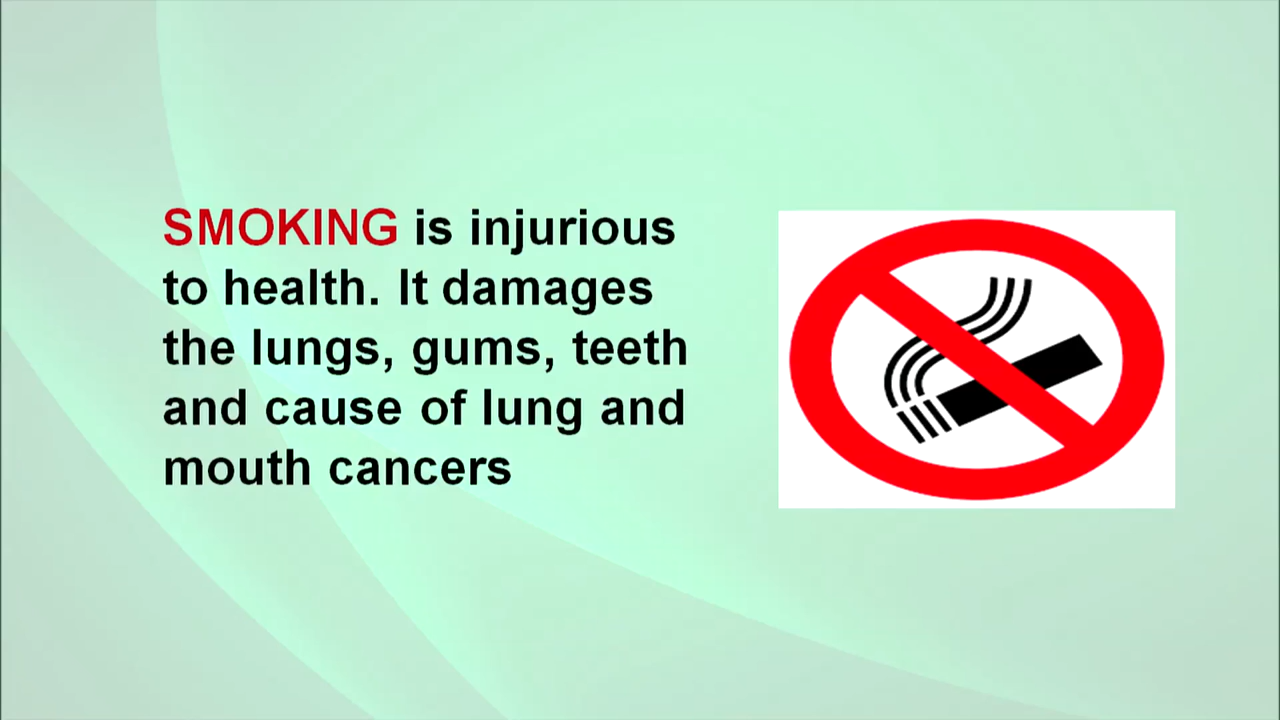 SMOKING is injurious
to health. It damages
the lungs, gums, teeth
and cause of lung and
mouth cancers